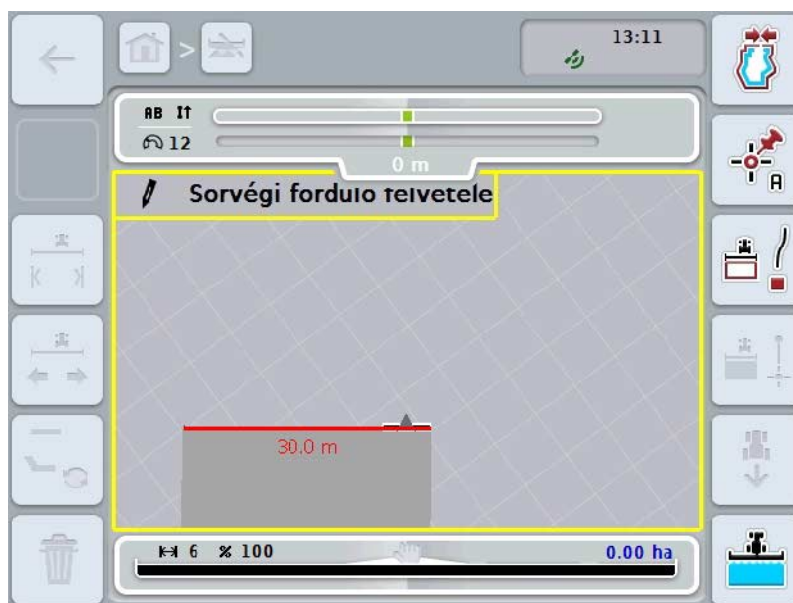 >
13:11
AB
12
0 m
A
Sorvégi forduló felvétele
30.0 m
6 % 100
0.00 ha